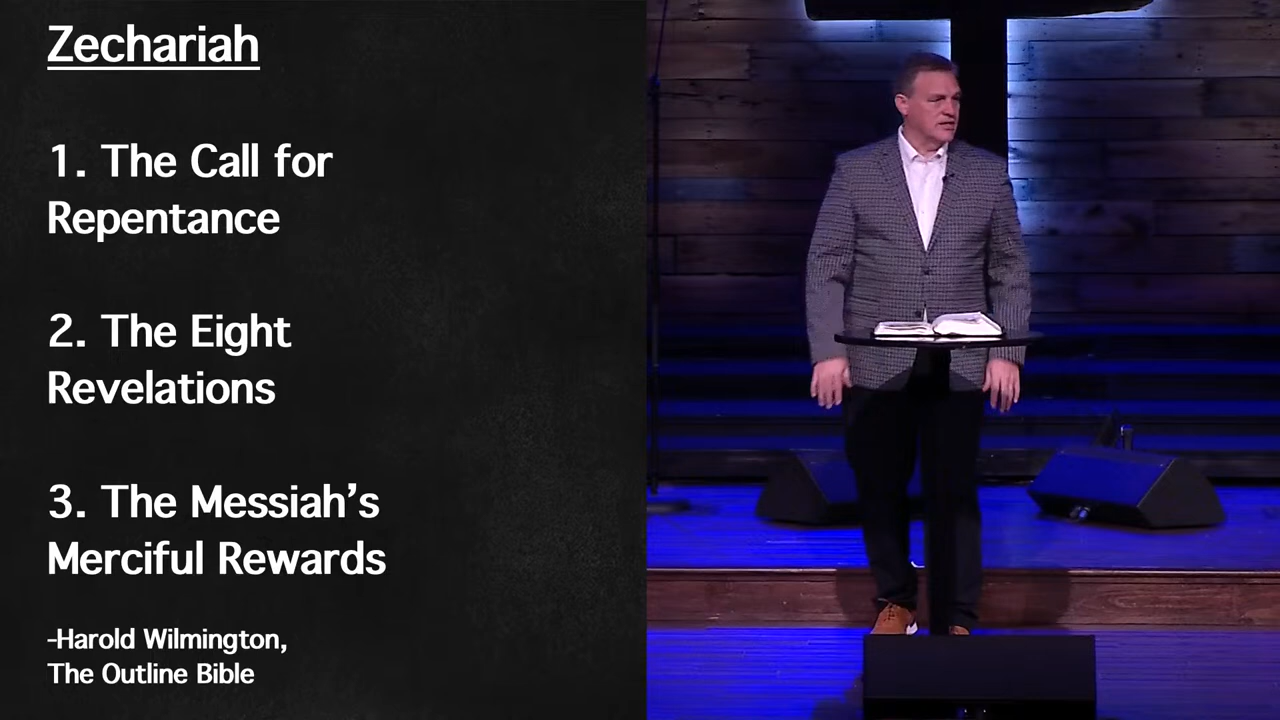 Zechariah
1. The Call for
Repentance
2. The Eight
Revelations
3. The Messiah's
Merciful Rewards
-Harold Wilmington,
The Outline Bible